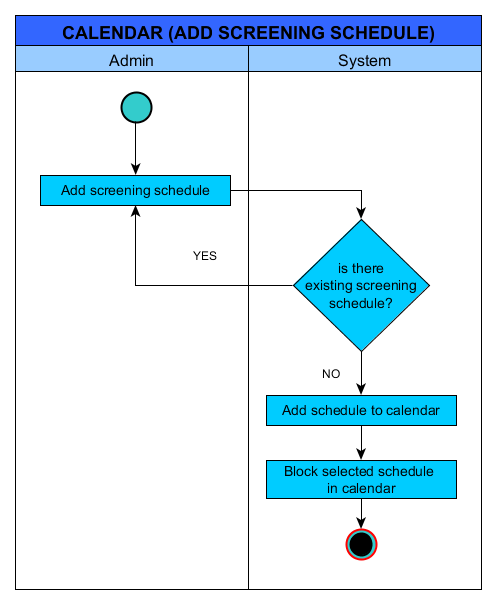 CALENDAR (ADD SCREENING SCHEDULE)
Admin
System
Add screening schedule
YES
is there
existing screening
schedule?
NO
Add schedule to calendar
Block selected schedule
in calendar